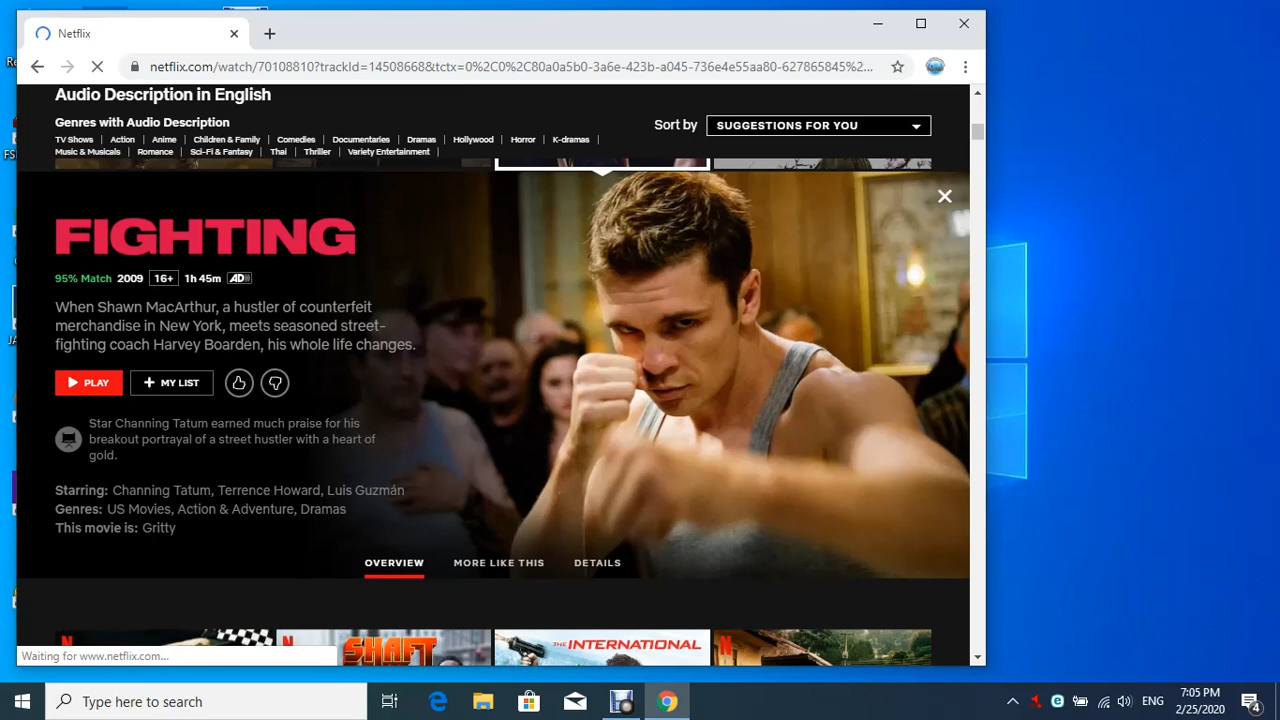 Netflix
netflix.com/watch/70108810?trackId=14508668&tctx=0%2C0%2C80a0a5b0-3a6e-423b-a045-736e4e55aa80-627865845%2...
Audio Description in English
Genres with Audio Description
Sort by SUGGESTIONS FOR YOU
TV Shows | Action | Anime | Children & Family | Comedies | Documentaries | Dramas | Hollywood | Horror | K-dramas |
Music & Musicals | Romance | Sci-Fi & Fantasy | Thai | Thriller | Variety Entertainment |
FIGHTING
95% Match 2009 16+ 1h 45m AD
When Shawn MacArthur, a hustler of counterfeit
merchandise in New York, meets seasoned street-
fighting coach Harvey Boarden, his whole life changes.
PLAY MY LIST
Star Channing Tatum earned much praise for his
breakout portrayal of a street hustler with a heart of
gold.
Starring: Channing Tatum, Terrence Howard, Luis Guzmán
Genres: US Movies, Action & Adventure, Dramas
This movie is: Gritty
OVERVIEW MORE LIKE THIS DETAILS
N N SHAFT THE INTERNATIONAL N
Waiting for www.netflix.com...
Type here to search
ENG
7:05 PM
2/25/2020
4